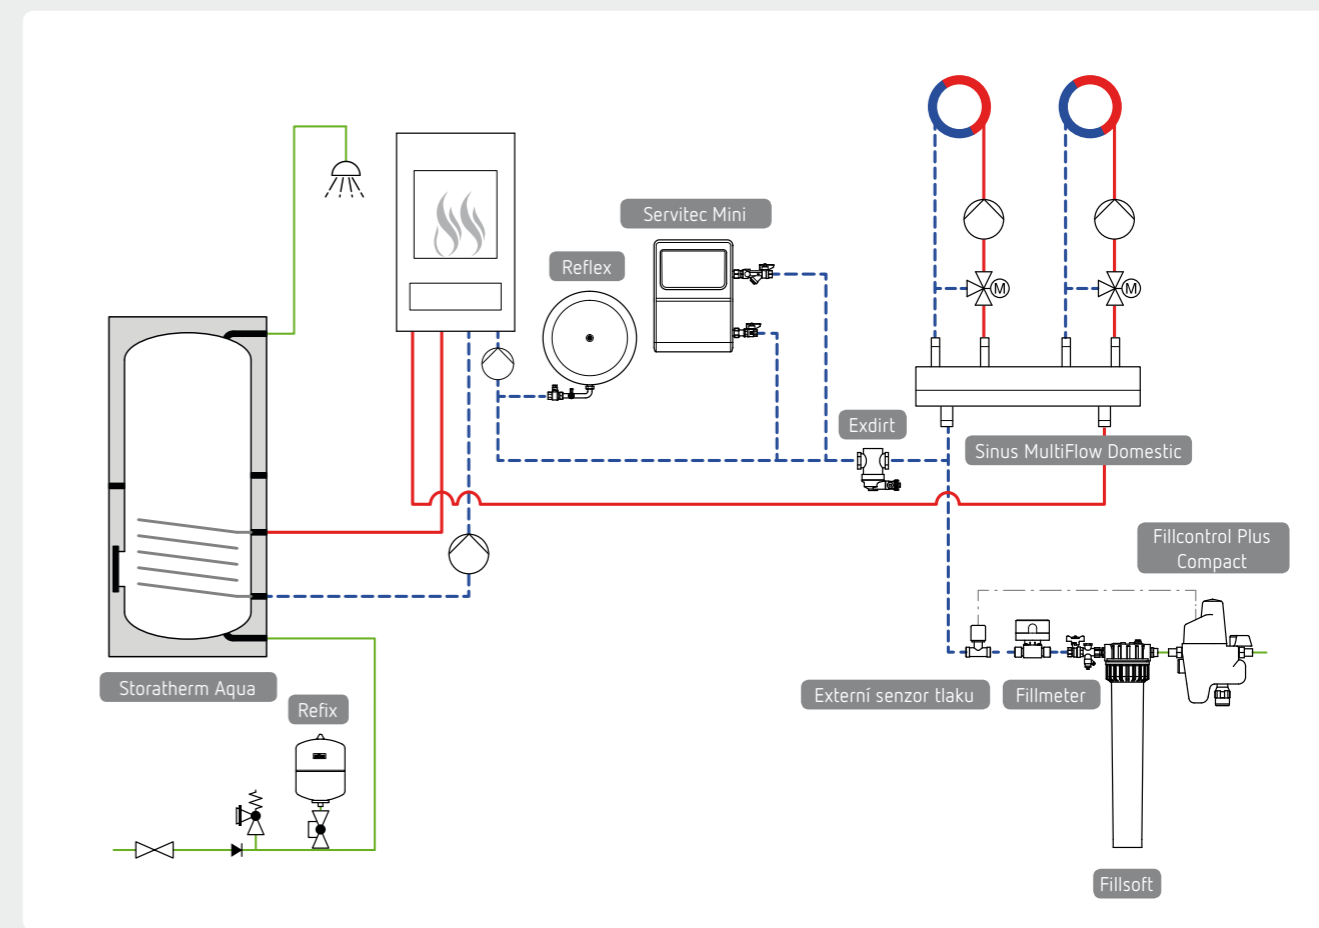 Servitec Mini
Reflex
M
M
Exdirt
Sinus MultiFlow Domestic
Fillcontrol Plus
Compact
Storatherm Aqua
Refix
Externí senzor tlaku
Fillmeter
Fillsoft